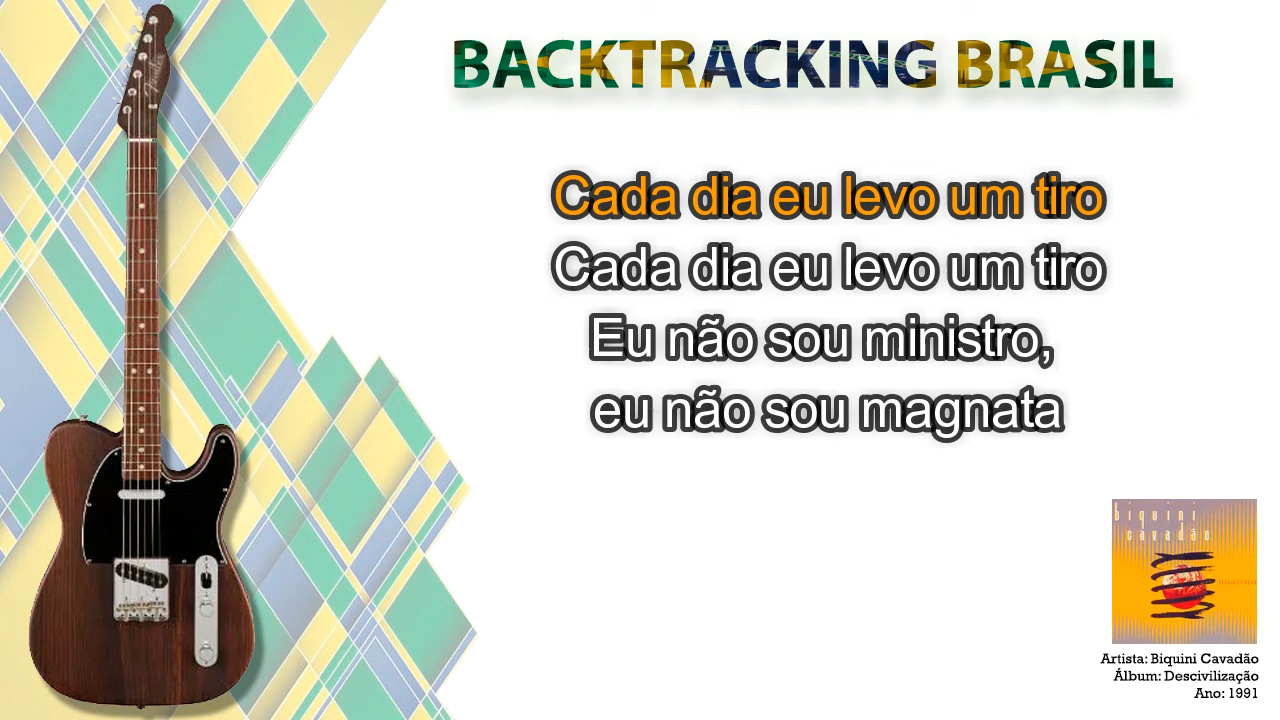 BACKTRACKING BRASIL
Cada dia eu levo um tiro
Cada dia eu levo um tiro
Eu não sou ministro,
eu não sou magnata
biquini
cavadão
Artista: Biquini Cavadão
Álbum: Descivilização
Ano: 1991
Fender